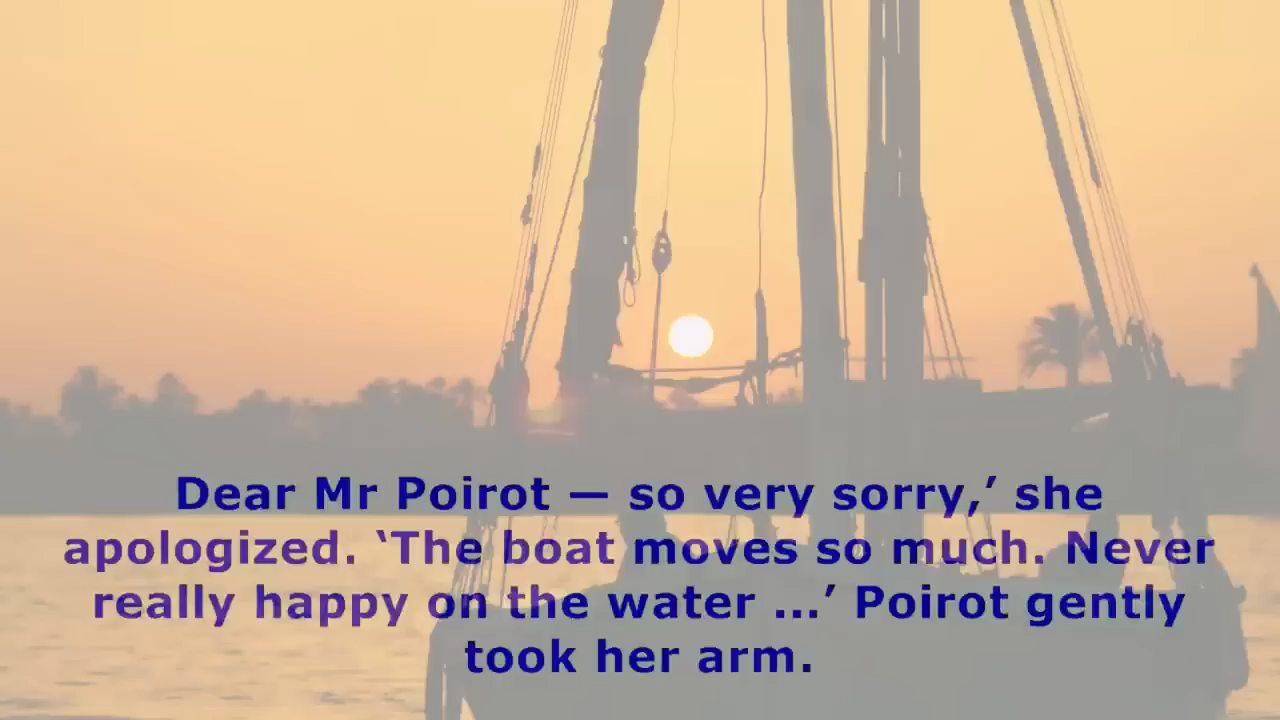 Dear Mr Poirot — so very sorry,’ she
apologized. ‘The boat moves so much. Never
really happy on the water ...’ Poirot gently
took her arm.